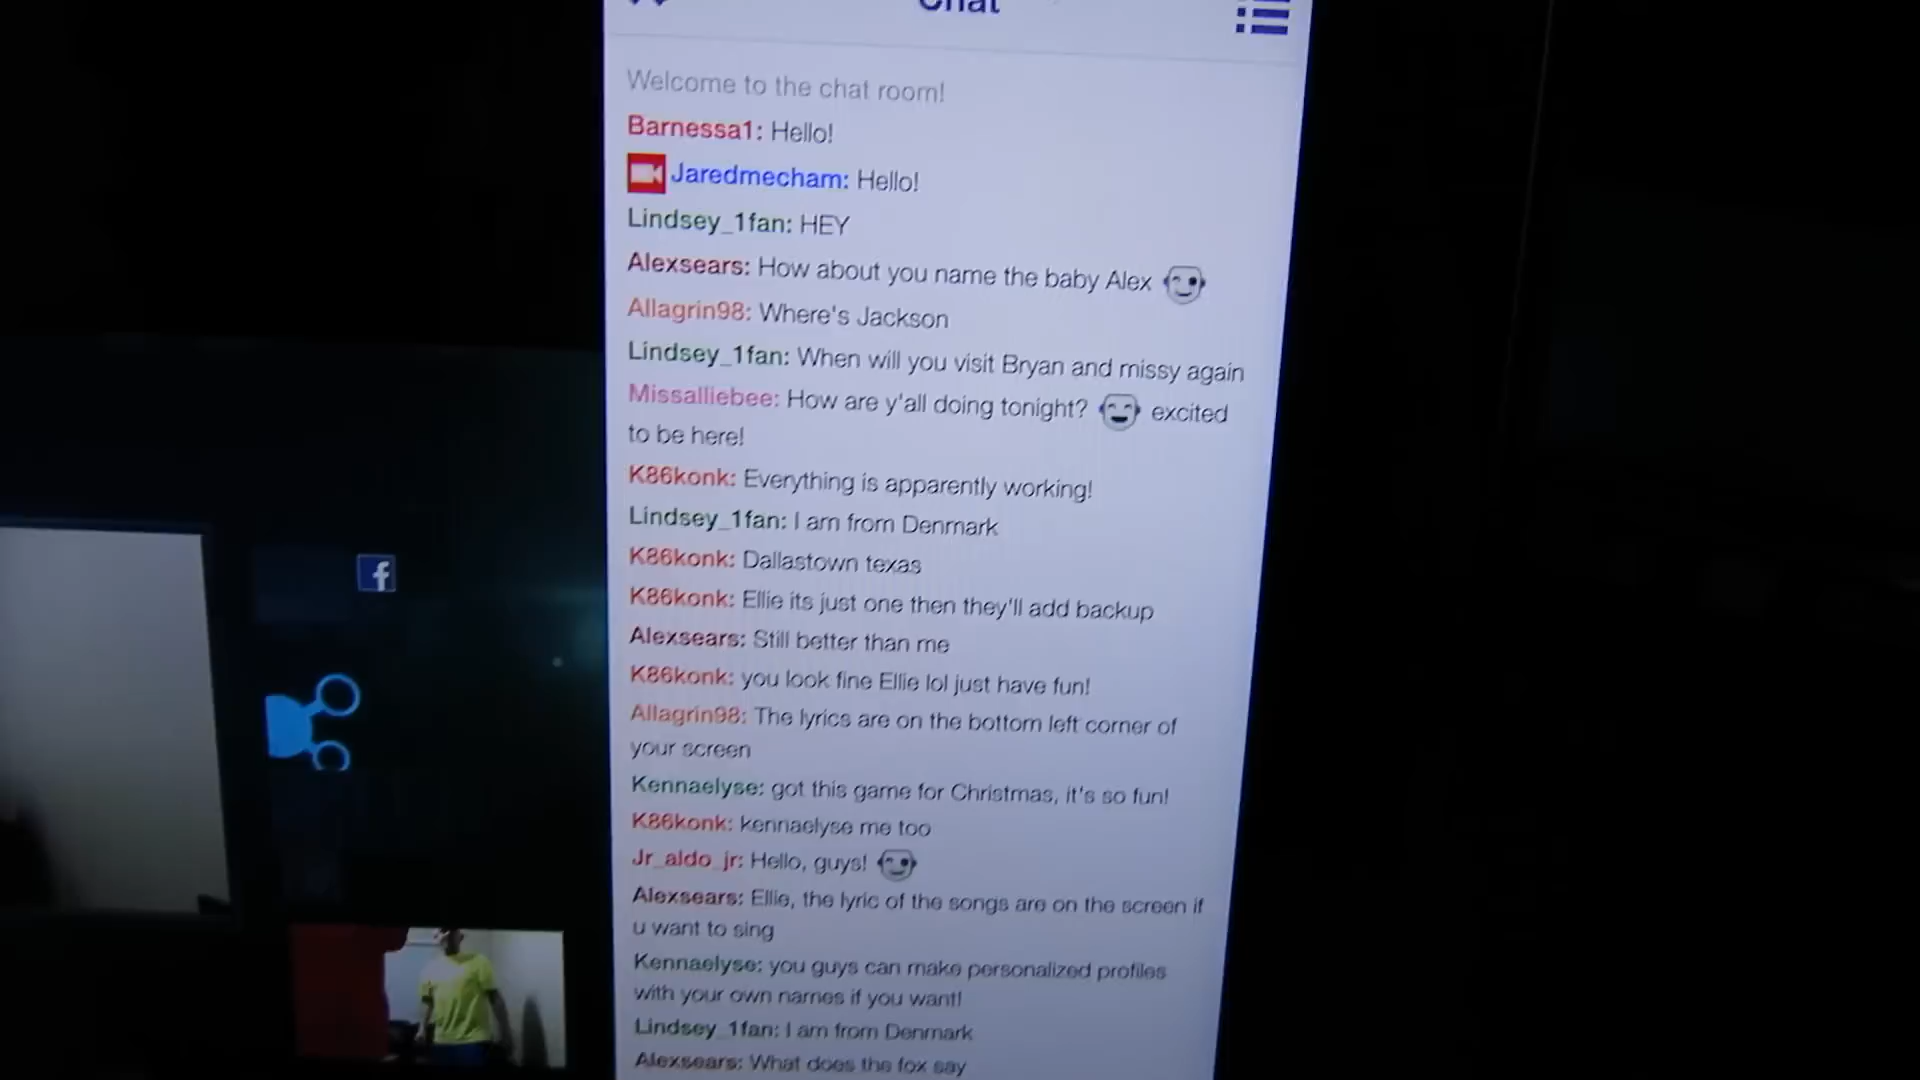 Chat
Welcome to the chat room!
Barnessa1: Hello!
Jaredmecham: Hello!
Lindsey_1fan: HEY
Alexsears: How about you name the baby Alex
Allagrin98: Where's Jackson
Lindsey_1fan: When will you visit Bryan and missy again
Missalliebee: How are y'all doing tonight? excited
to be here!
K86konk: Everything is apparently working!
Lindsey_1fan: I am from Denmark
K86konk: Dallastown texas
K86konk: Ellie its just one then they'll add backup
Alexsears: Still better than me
K86konk: you look fine Ellie lol just have fun!
Allagrin98: The lyrics are on the bottom left corner of
your screen
Kennaelyse: got this game for Christmas, it's so fun!
K86konk: kennaelyse me too
Jr_aldo_jr: Hello, guys!
Alexsears: Ellie, the lyric of the songs are on the screen if
u want to sing
Kennaelyse: you guys can make personalized profiles
with your own names if you want!
Lindsey_1fan: I am from Denmark
Alexsears: What does the fox say
f